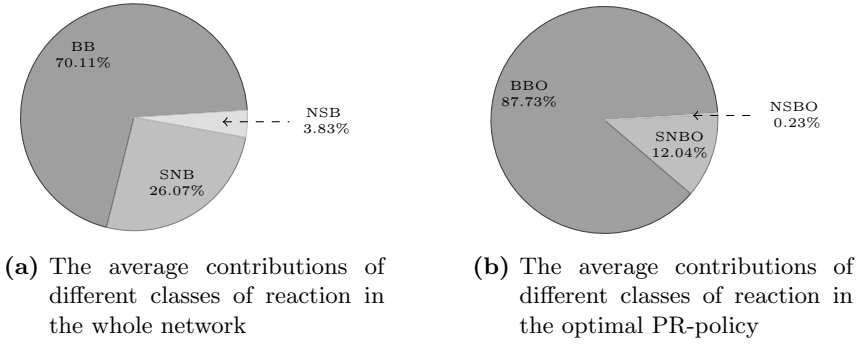 BB
70.11%
NSB
3.83%
SNB
26.07%
(a) The average contributions of
different classes of reaction in
the whole network
BBO
87.73%
NSBO
0.23%
SNBO
12.04%
(b) The average contributions of
different classes of reaction in
the optimal PR-policy